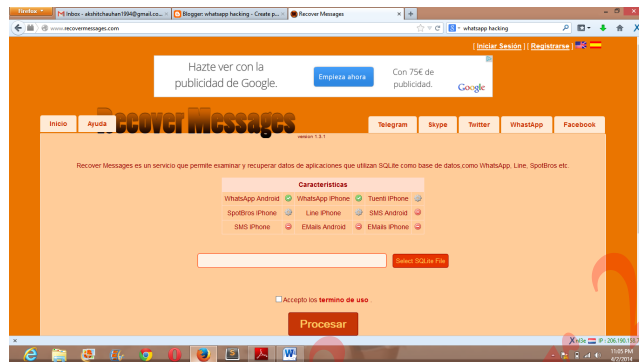 Firefox
Inbox - akshitchauhan1994@gmail.co...
Blogger: whatsapp hacking - Create p...
Recover Messages
www.recovermessages.com
whatsapp hacking
[ Iniciar Sesión ] [ Registrarse ]
Hazte ver con la publicidad de Google.
Empieza ahora
Con 75€ de publicidad.
Google
Inicio
Ayuda
Recover Messages
version 1.3.1
Telegram
Skype
Twitter
WhastApp
Facebook
Recover Messages es un servicio que permite examinar y recuperar datos de aplicaciones que utilizan SQLite como base de datos,como WhatsApp, Line, SpotBros etc.
Caracteristicas
WhatsApp Android WhatsApp IPhone Tuenti IPhone
SpotBros IPhone Line IPhone SMS Android
SMS IPhone EMails Android EMails IPhone
Select SQLite File
Accepto los termino de uso
Procesar
11:05 PM
4/2/2014